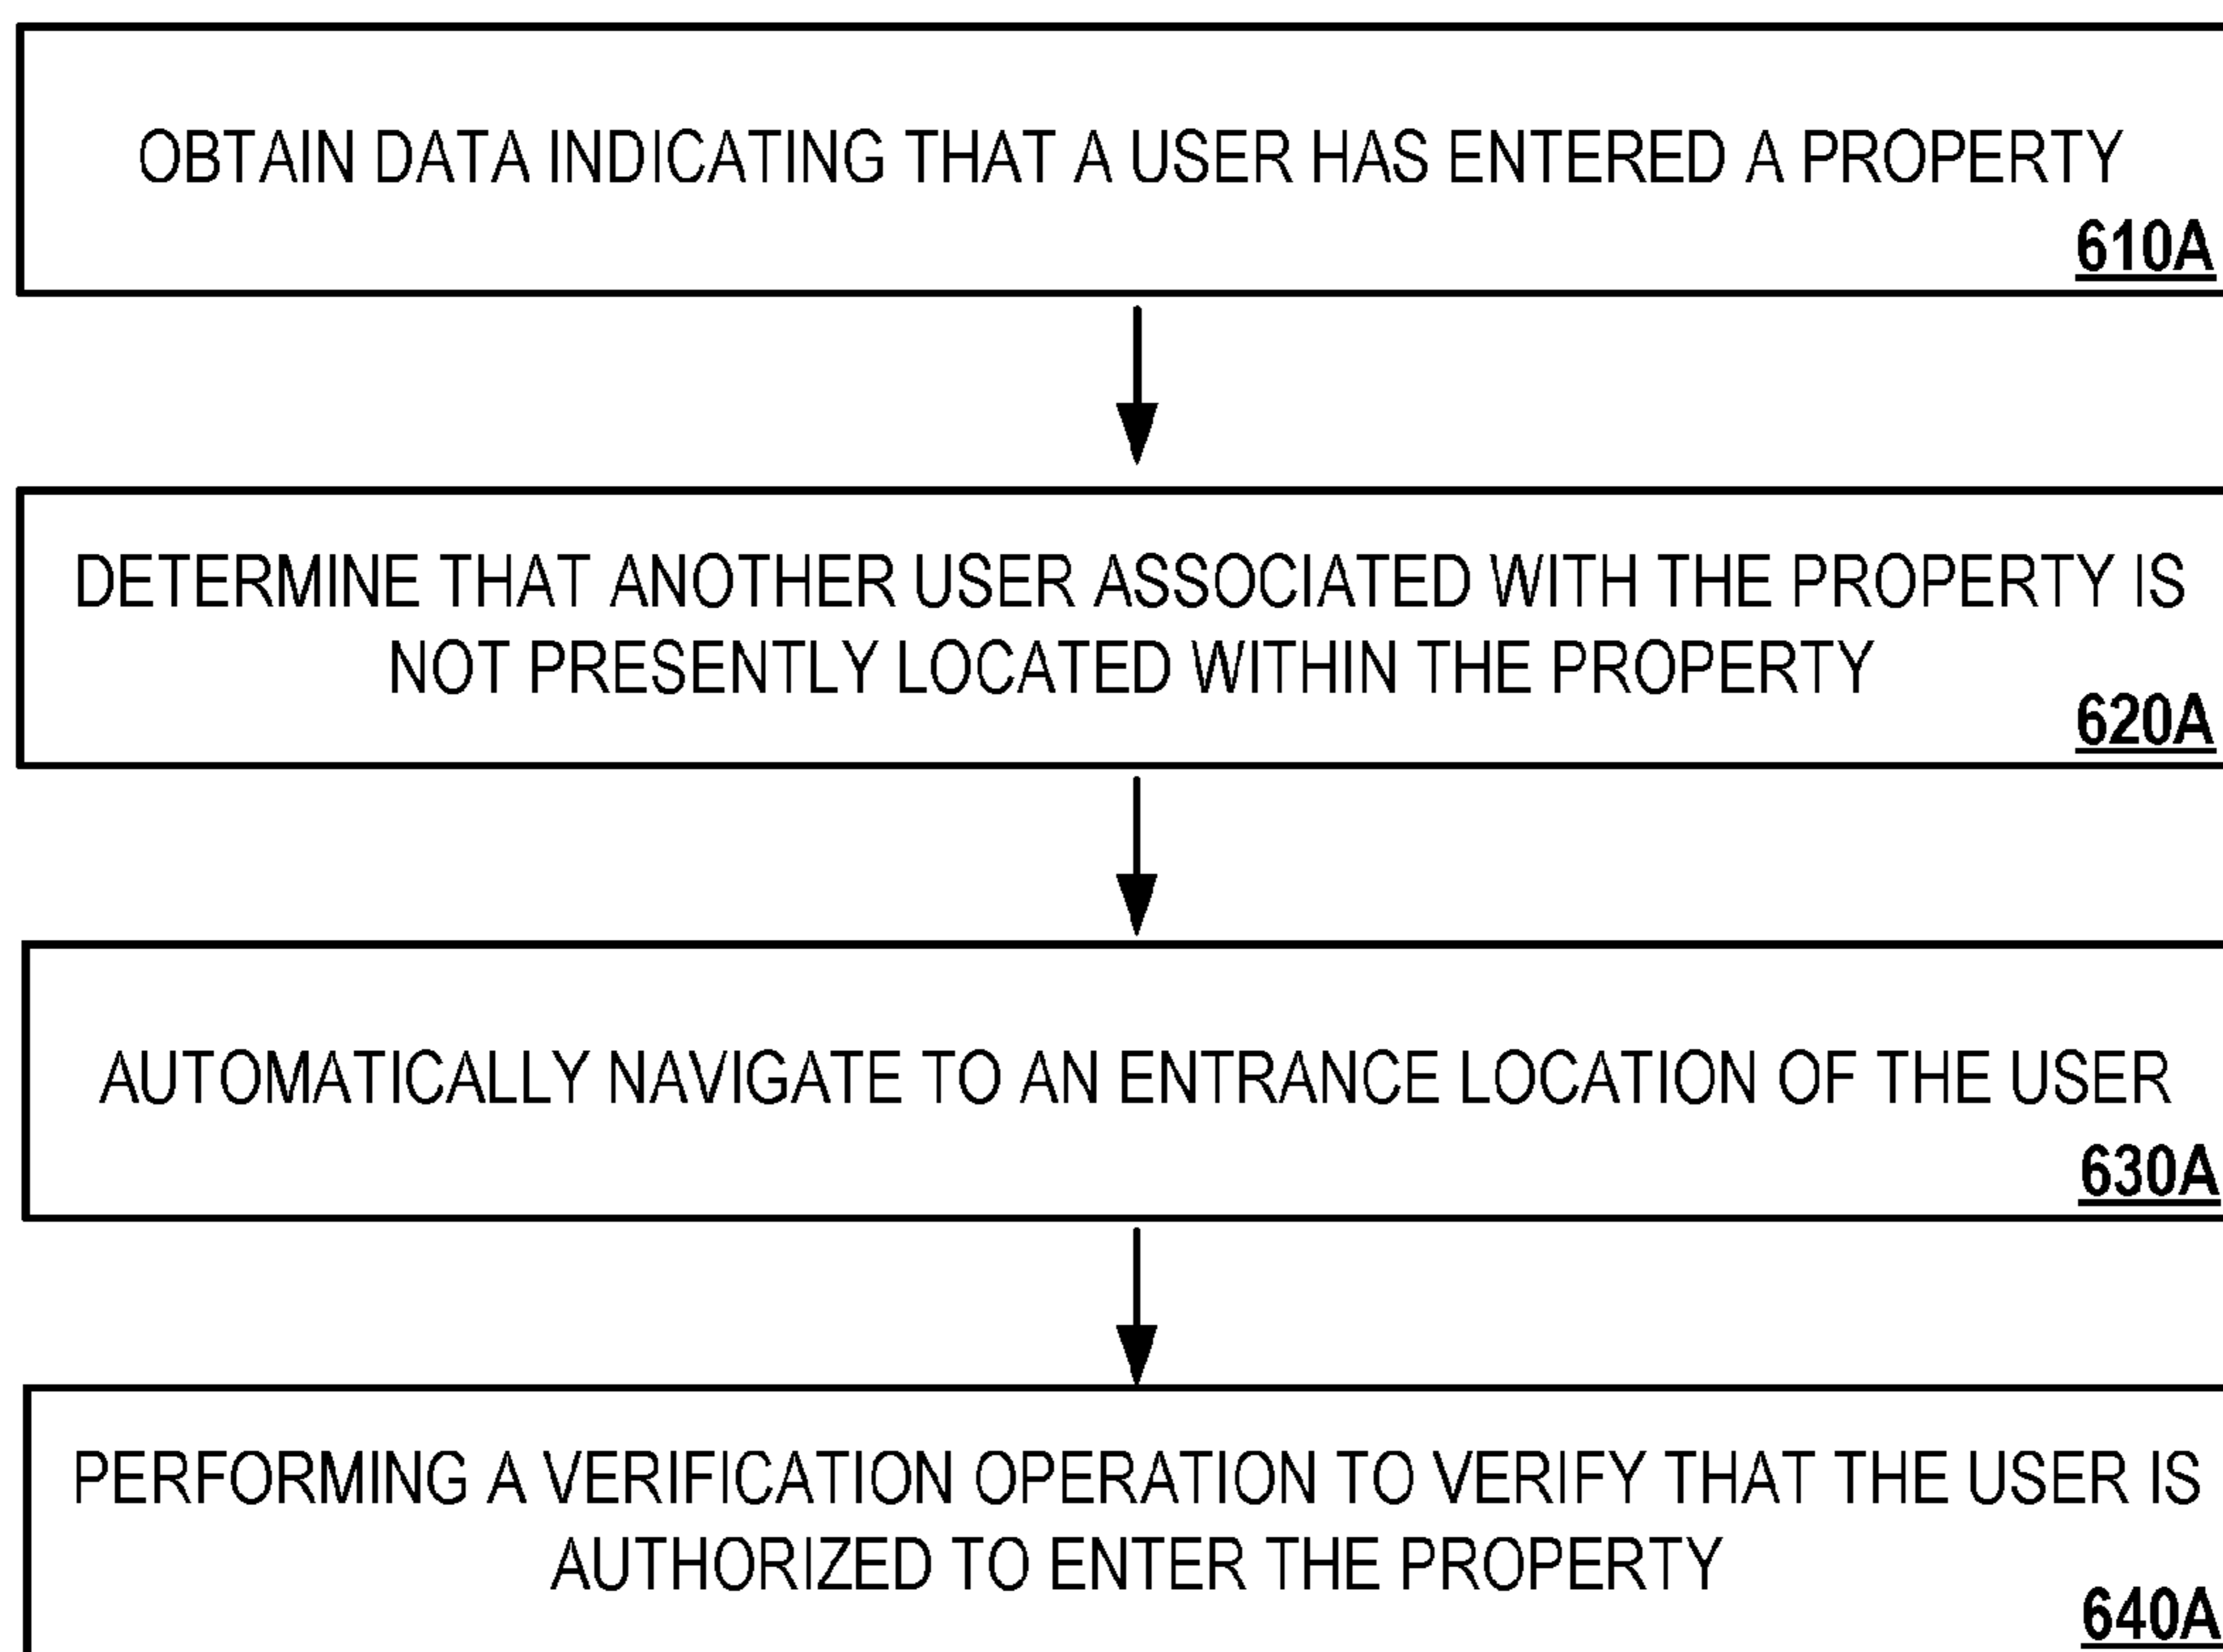 OBTAIN DATA INDICATING THAT A USER HAS ENTERED A PROPERTY
610A
DETERMINE THAT ANOTHER USER ASSOCIATED WITH THE PROPERTY IS
NOT PRESENTLY LOCATED WITHIN THE PROPERTY
620A
AUTOMATICALLY NAVIGATE TO AN ENTRANCE LOCATION OF THE USER
630A
PERFORMING A VERIFICATION OPERATION TO VERIFY THAT THE USER IS
AUTHORIZED TO ENTER THE PROPERTY
640A